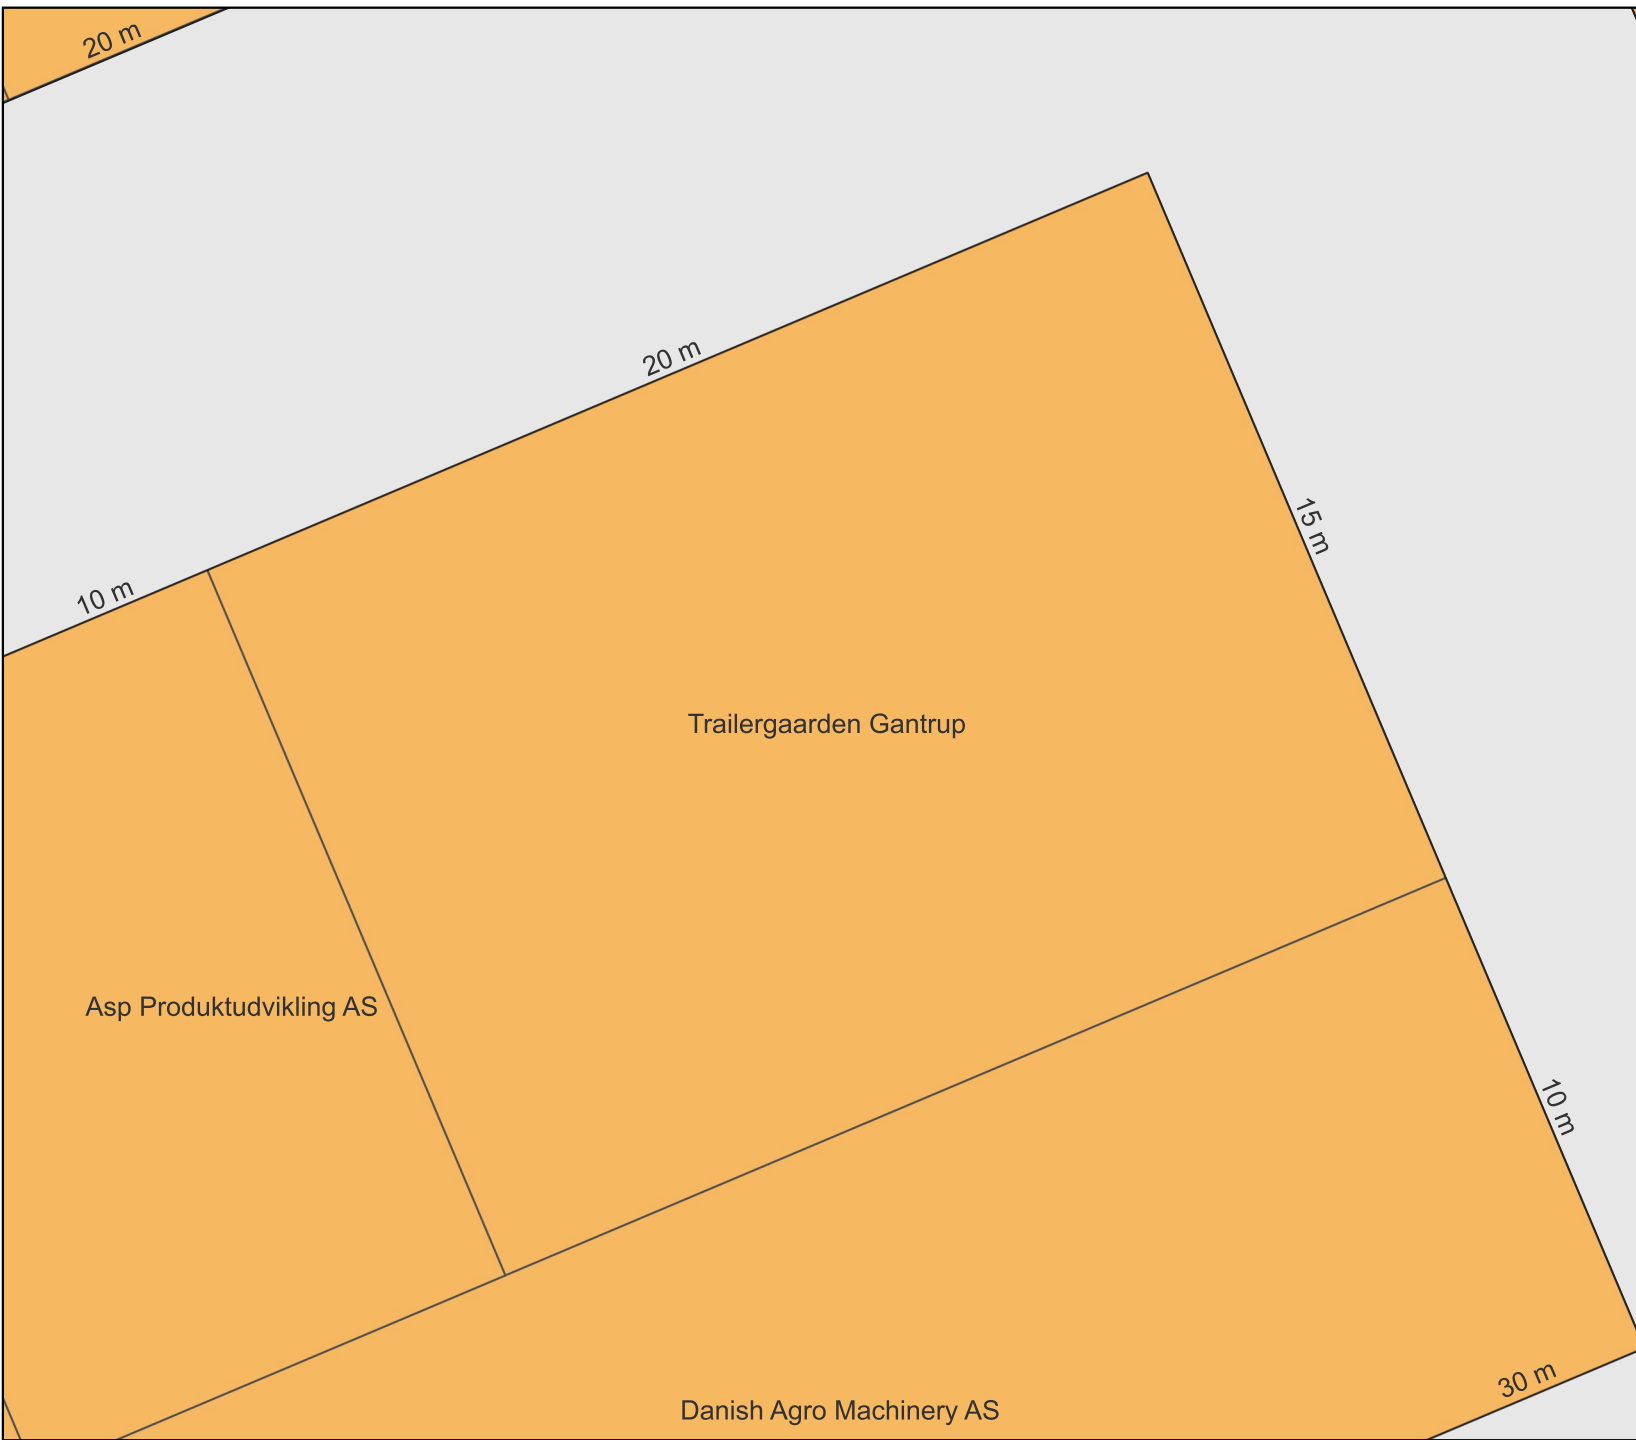 20 m
20 m
15 m
10 m
Trailergaarden Gantrup
Asp Produktudvikling AS
10 m
30 m
Danish Agro Machinery AS